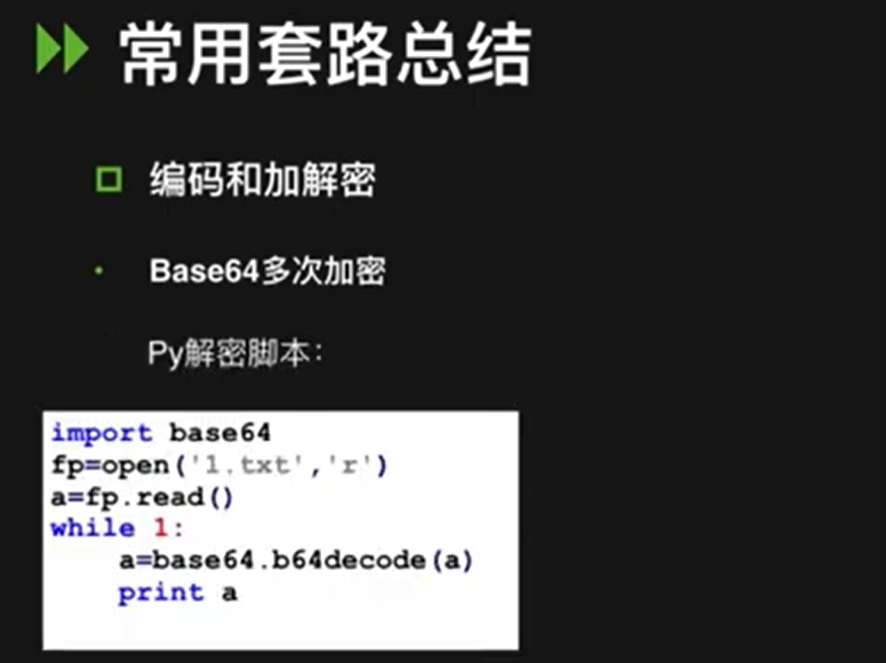 常用套路总结
编码和加解密
Base64多次加密
Py解密脚本：
import base64
fp=open('1.txt','r')
a=fp.read()
while 1:
    a=base64.b64decode(a)
    print a